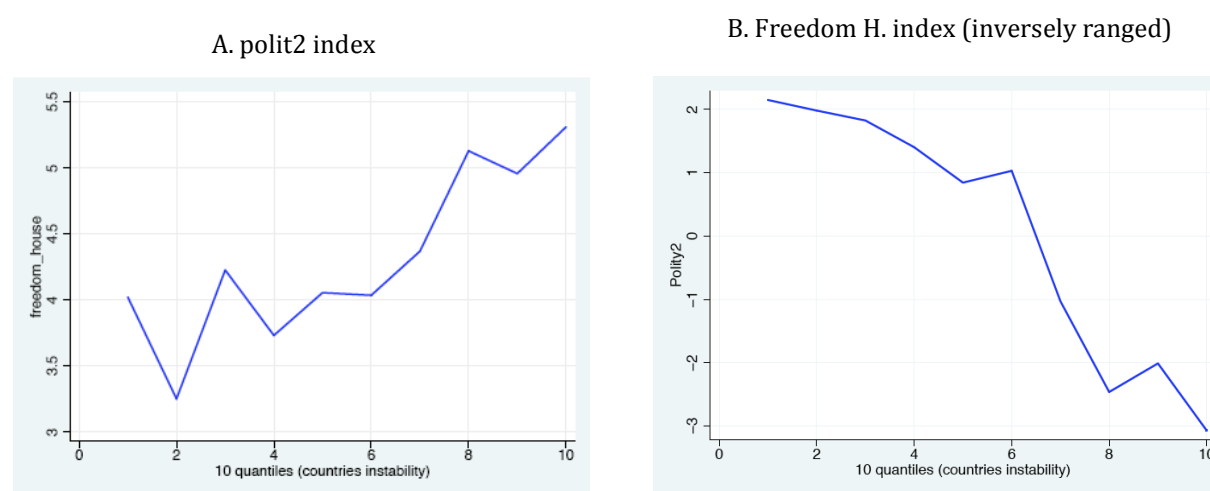 A. polit2 index
B. Freedom H. index (inversely ranged)
freedom_house
5.5
5
4.5
4
3.5
3
0 2 4 6 8 10
10 quantiles (countries instability)
Polity2
2
1
0
−1
−2
−3
0 2 4 6 8 10
10 quantiles (countries instability)